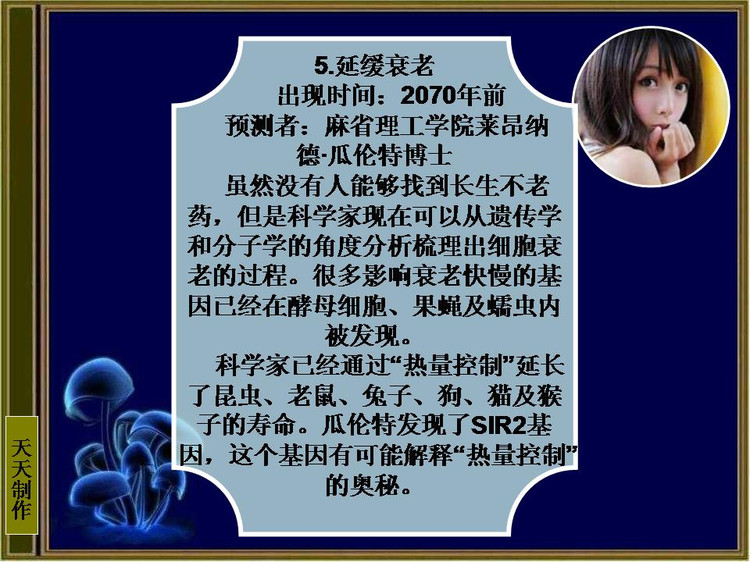 5.延缓衰老
出现时间：2070年前
预测者：麻省理工学院莱昂纳
德·瓜伦特博士
虽然没有人能够找到长生不老
药，但是科学家现在可以从遗传学
和分子学的角度分析梳理出细胞衰
老的过程。很多影响衰老快慢的基
因已经在酵母细胞、果蝇及蠕虫内
被发现。
科学家已经通过“热量控制”延长
了昆虫、老鼠、兔子、狗、猫及猴
子的寿命。瓜伦特发现了SIR2基
因，这个基因有可能解释“热量控制”
的奥秘。
天天制作